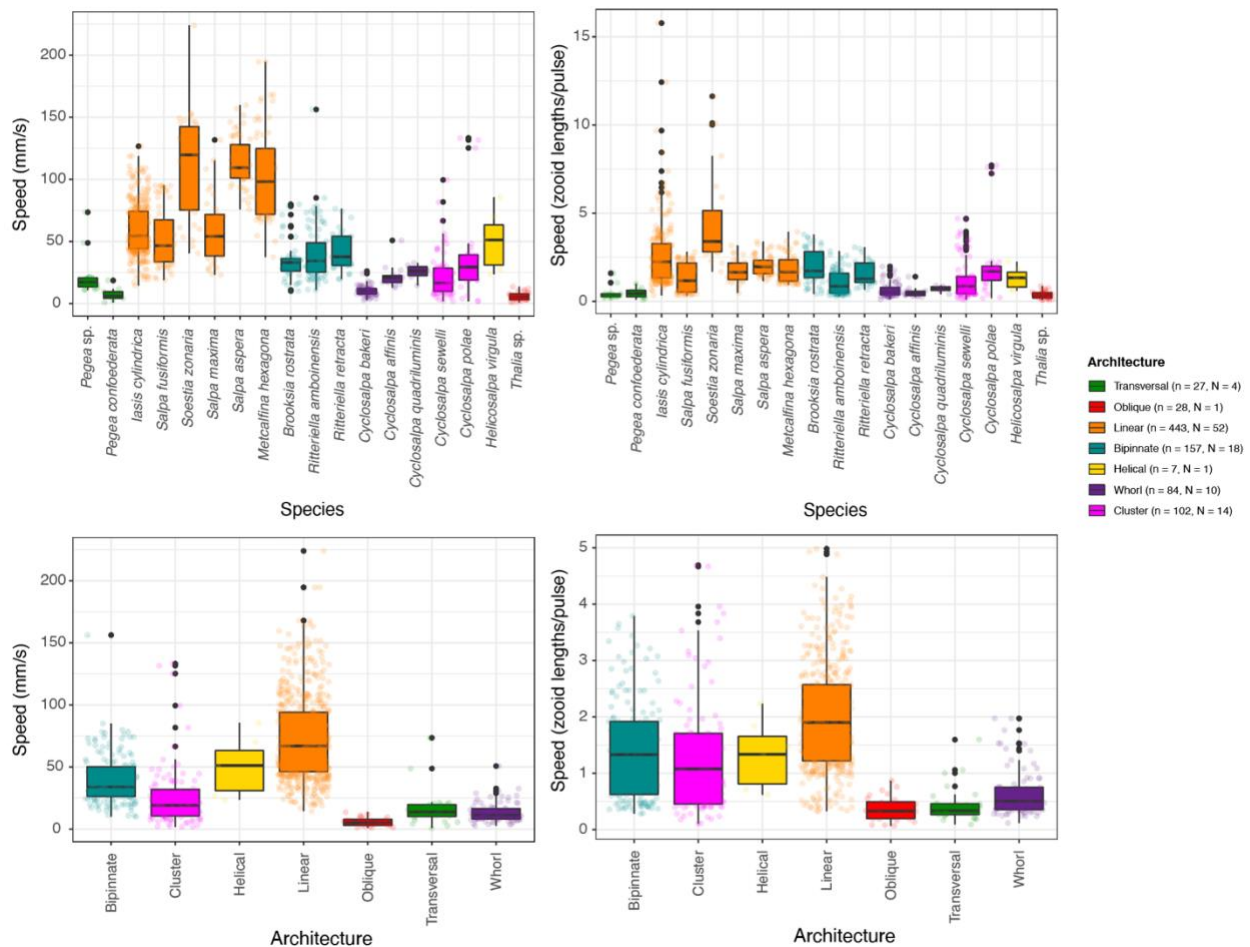 Speed (mm/s)
200
150
100
50
0
Pegea sp.
Pegea confoederata
Iasis cylindrica
Salpa fusiformis
Soestia zonaria
Salpa maxima
Salpa aspera
Metcalfina hexagona
Brooksia rostrata
Ritteriella amboinensis
Ritteriella retracta
Cyclosalpa bakeri
Cyclosalpa affinis
Cyclosalpa quadriluminis
Cyclosalpa sewelli
Cyclosalpa polae
Helicosalpa virgula
Thalia sp.
Species
Speed (zooid lengths/pulse)
15
10
5
0
Pegea sp.
Pegea confoederata
Iasis cylindrica
Salpa fusiformis
Soestia zonaria
Salpa maxima
Salpa aspera
Metcalfina hexagona
Brooksia rostrata
Ritteriella amboinensis
Ritteriella retracta
Cyclosalpa bakeri
Cyclosalpa affinis
Cyclosalpa quadriluminis
Cyclosalpa sewelli
Cyclosalpa polae
Helicosalpa virgula
Thalia sp.
Species
Architecture
Transversal (n = 27, N = 4)
Oblique (n = 28, N = 1)
Linear (n = 443, N = 52)
Bipinnate (n = 157, N = 18)
Helical (n = 7, N = 1)
Whorl (n = 84, N = 10)
Cluster (n = 102, N = 14)
Speed (mm/s)
200
150
100
50
0
Bipinnate
Cluster
Helical
Linear
Oblique
Transversal
Whorl
Architecture
Speed (zooid lengths/pulse)
5
4
3
2
1
0
Bipinnate
Cluster
Helical
Linear
Oblique
Transversal
Whorl
Architecture